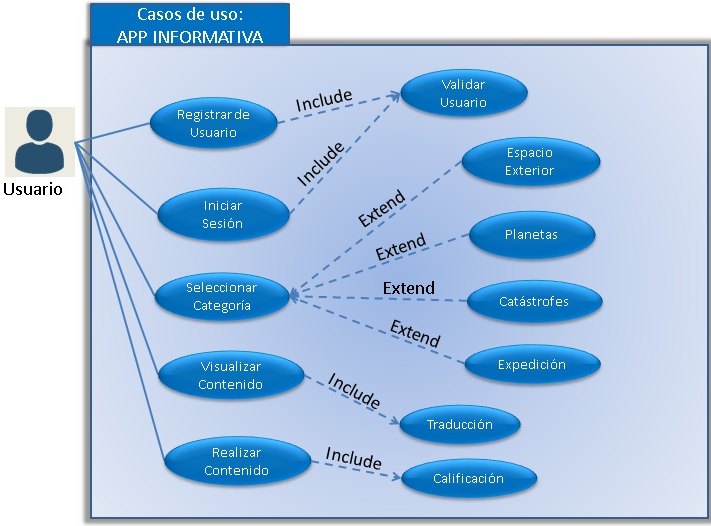 Casos de uso:
APP INFORMATIVA
Usuario
Registrar de
Usuario
Include
Validar
Usuario
Include
Iniciar
Sesión
Espacio
Exterior
Extend
Planetas
Extend
Seleccionar
Categoría
Extend
Catástrofes
Extend
Expedición
Visualizar
Contenido
Include
Traducción
Realizar
Contenido
Include
Calificación